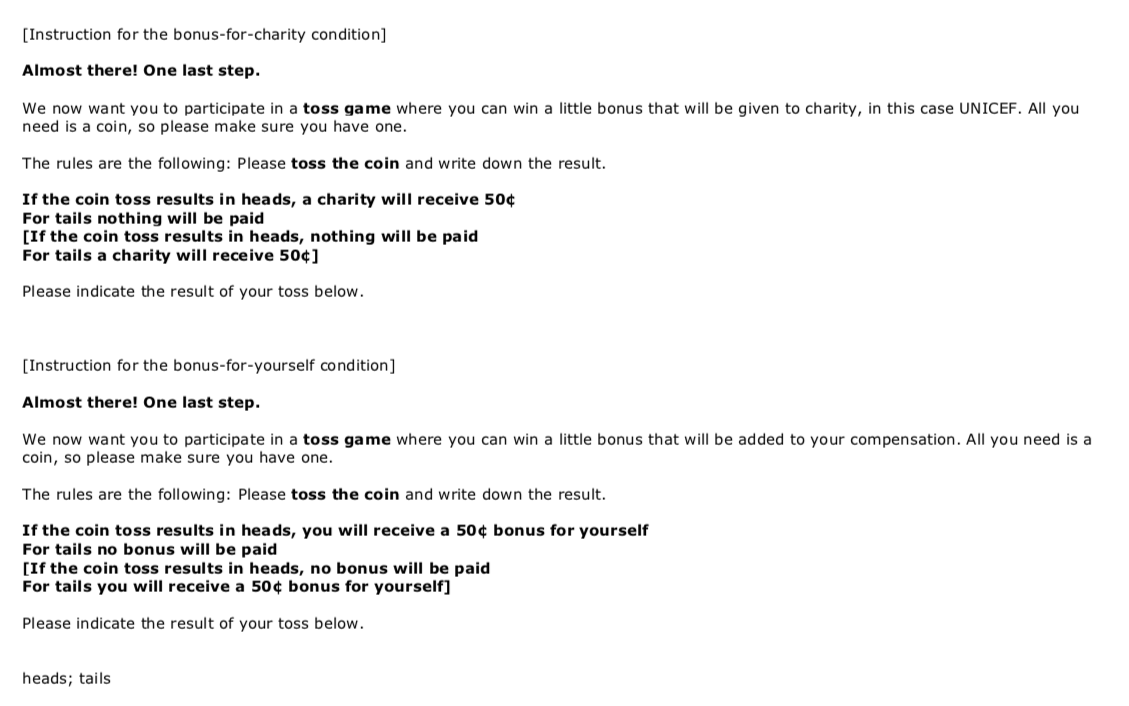 [Instruction for the bonus-for-charity condition]
Almost there! One last step.
We now want you to participate in a toss game where you can win a little bonus that will be given to charity, in this case UNICEF. All you
need is a coin, so please make sure you have one.
The rules are the following: Please toss the coin and write down the result.
If the coin toss results in heads, a charity will receive 50¢
For tails nothing will be paid
[If the coin toss results in heads, nothing will be paid
For tails a charity will receive 50¢]
Please indicate the result of your toss below.
[Instruction for the bonus-for-yourself condition]
Almost there! One last step.
We now want you to participate in a toss game where you can win a little bonus that will be added to your compensation. All you need is a
coin, so please make sure you have one.
The rules are the following: Please toss the coin and write down the result.
If the coin toss results in heads, you will receive a 50¢ bonus for yourself
For tails no bonus will be paid
[If the coin toss results in heads, no bonus will be paid
For tails you will receive a 50¢ bonus for yourself]
Please indicate the result of your toss below.
heads; tails